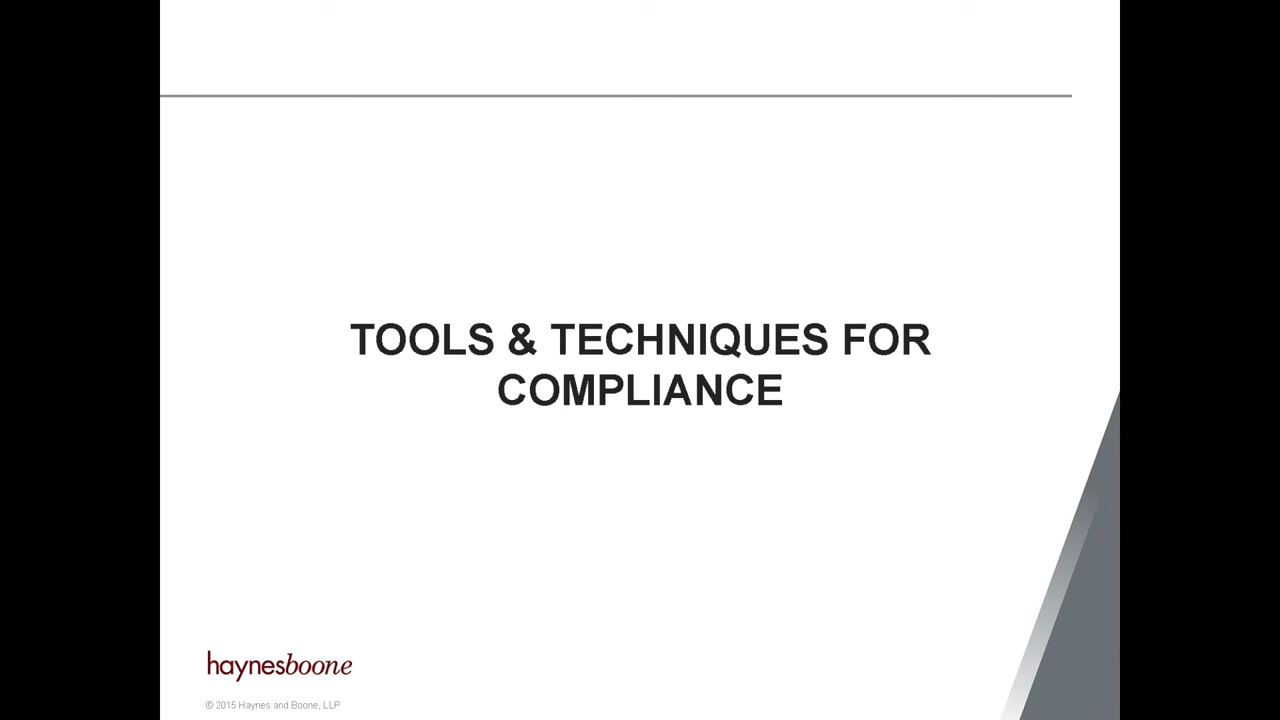 TOOLS & TECHNIQUES FOR
COMPLIANCE
haynesboone
© 2015 Haynes and Boone, LLP